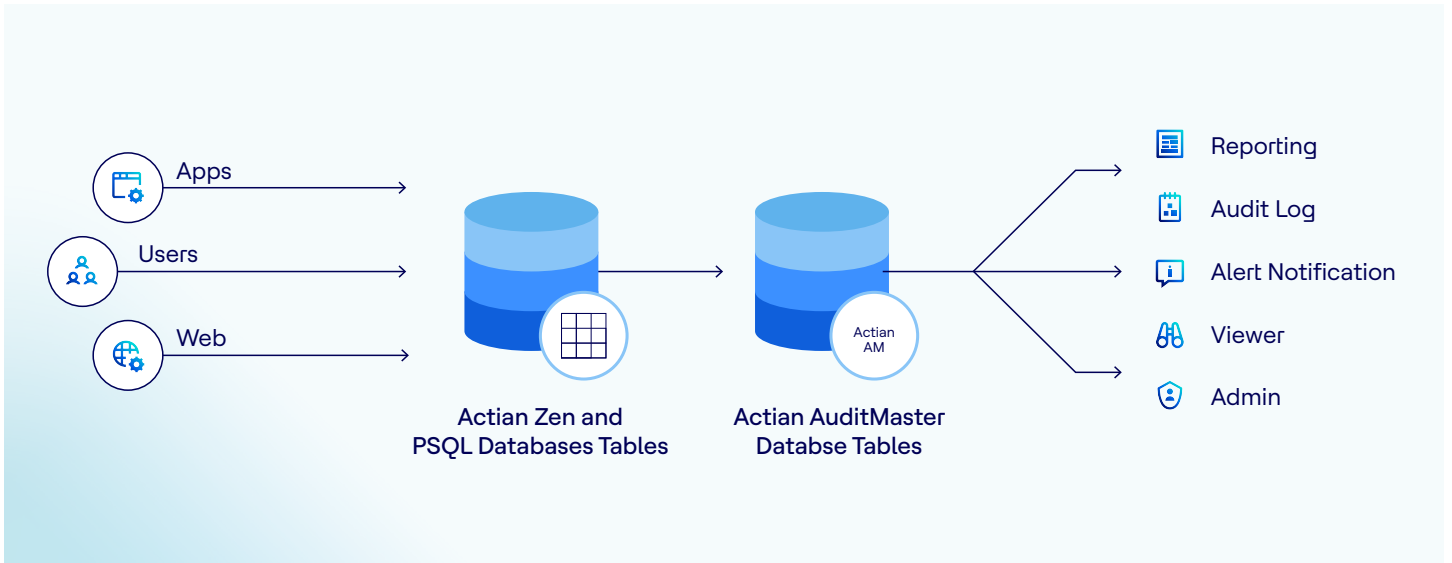 Apps
Users
Web
Actian Zen and
PSQL Databases Tables
Actian
AM
Actian AuditMaster
Databse Tables
Reporting
Audit Log
Alert Notification
Viewer
Admin